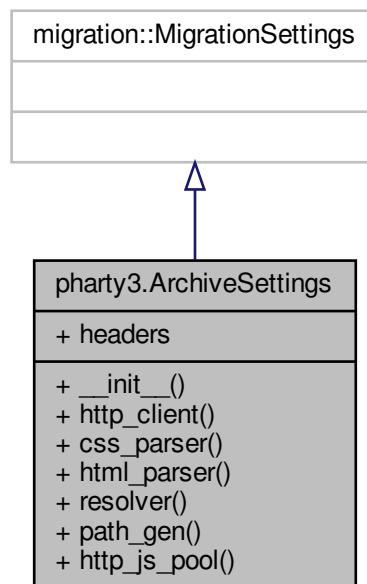 migration::MigrationSettings
pharty3.ArchiveSettings
+ headers
+ __init__()
+ http_client()
+ css_parser()
+ html_parser()
+ resolver()
+ path_gen()
+ http_js_pool()